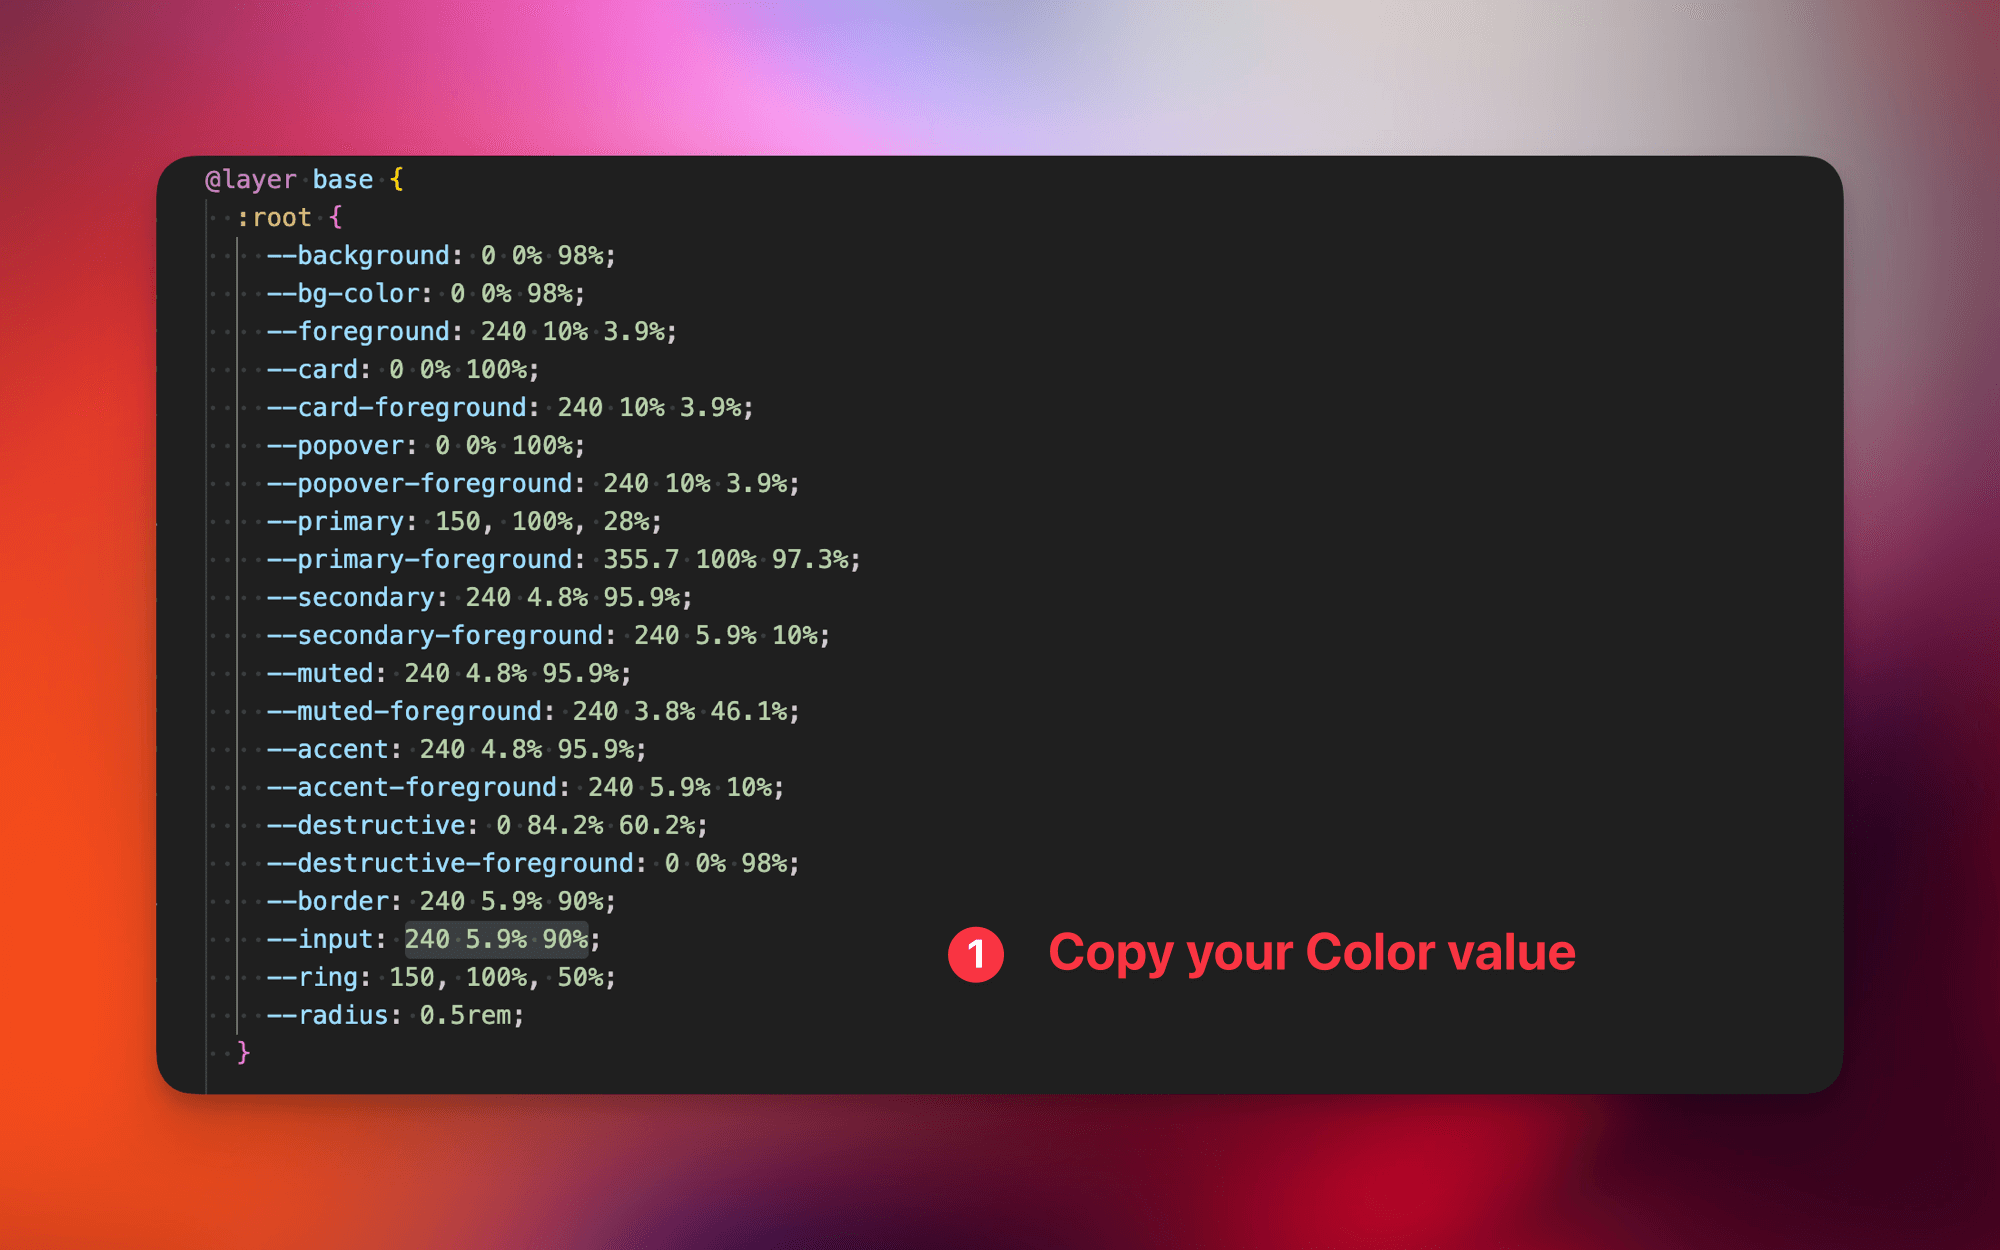 @layer base {
:root {
--background: 0 0% 98%;
--bg-color: 0 0% 98%;
--foreground: 240 10% 3.9%;
--card: 0 0% 100%;
--card-foreground: 240 10% 3.9%;
--popover: 0 0% 100%;
--popover-foreground: 240 10% 3.9%;
--primary: 150, 100%, 28%;
--primary-foreground: 355.7 100% 97.3%;
--secondary: 240 4.8% 95.9%;
--secondary-foreground: 240 5.9% 10%;
--muted: 240 4.8% 95.9%;
--muted-foreground: 240 3.8% 46.1%;
--accent: 240 4.8% 95.9%;
--accent-foreground: 240 5.9% 10%;
--destructive: 0 84.2% 60.2%;
--destructive-foreground: 0 0% 98%;
--border: 240 5.9% 90%;
--input: 240 5.9% 90%;
--ring: 150, 100%, 50%;
--radius: 0.5rem;
}
1 Copy your Color value